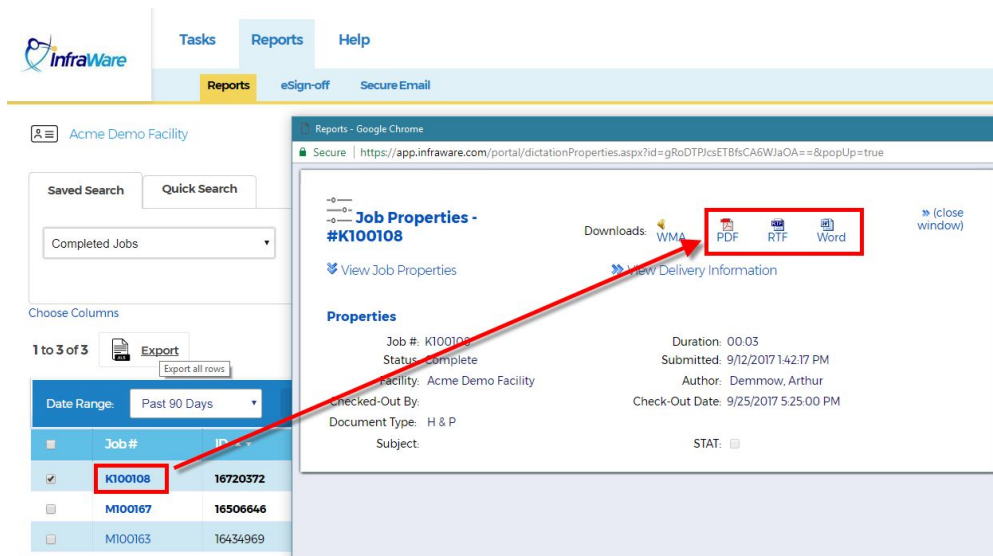 InfraWare
Tasks Reports Help
Reports eSign-off Secure Email
Acme Demo Facility
Saved Search Quick Search
Completed Jobs
Choose Columns
1 to 3 of 3 Export
Export all rows
Date Range: Past 90 Days
Job # ID
K100108 16720372
M100167 16506646
M100163 16434969
Reports - Google Chrome
Secure https://app.infraware.com/portal/dictationProperties.aspx?id=gRoDTPJcsETBfsCA6WJaOA==&popUp=true
Job Properties -
#K100108
Downloads: WMA PDF RTF Word
» (close
window)
View Job Properties View Delivery Information
Properties
Job #: K100108 Duration: 00:03
Status: Complete Submitted: 9/12/2017 1:42:17 PM
Facility: Acme Demo Facility Author: Demmow, Arthur
Checked-Out By: Check-Out Date: 9/25/2017 5:25:00 PM
Document Type: H & P
Subject: STAT: